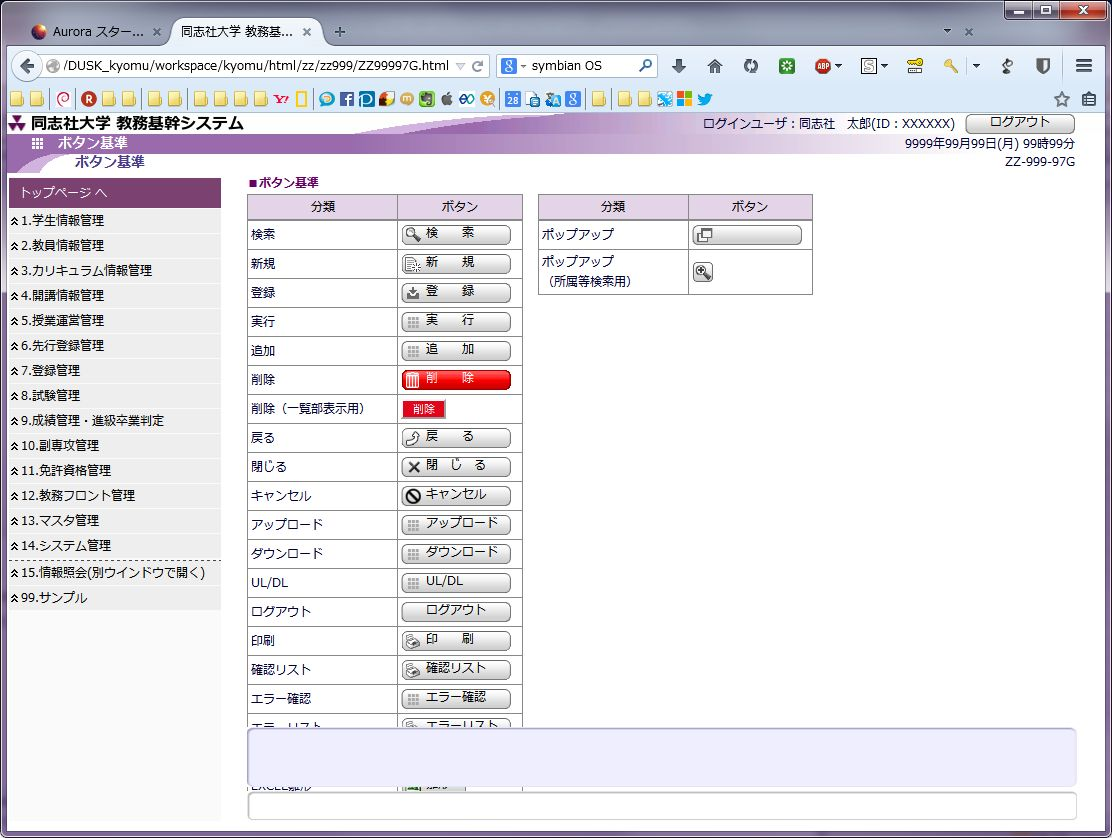 Aurora スター...
同志社大学 教務基...
/DUSK_kyomu/workspace/kyomu/html/zz/zz999/ZZ99997G.html
symbian OS
ABP
S
28
同志社大学 教務基幹システム
ログインユーザ：同志社　太郎(ID：XXXXXX)
ログアウト
ボタン基準
9999年99月99日(月) 99時99分
ボタン基準
ZZ-999-97G
トップページ へ
1.学生情報管理
2.教員情報管理
3.カリキュラム情報管理
4.開講情報管理
5.授業運営管理
6.先行登録管理
7.登録管理
8.試験管理
9.成績管理・進級卒業判定
10.副専攻管理
11.免許資格管理
12.教務フロント管理
13.マスタ管理
14.システム管理
15.情報照会(別ウインドウで開く)
99.サンプル
■ボタン基準
分類 ボタン
検索 検　索
新規 新　規
登録 登　録
実行 実　行
追加 追　加
削除 削　除
削除（一覧部表示用） 削除
戻る 戻　る
閉じる 閉 じ る
キャンセル キャンセル
アップロード アップロード
ダウンロード ダウンロード
UL/DL UL/DL
ログアウト ログアウト
印刷 印　刷
確認リスト 確認リスト
エラー確認 エラー確認
エラーリスト エラーリスト
分類 ボタン
ポップアップ
ポップアップ
（所属等検索用）